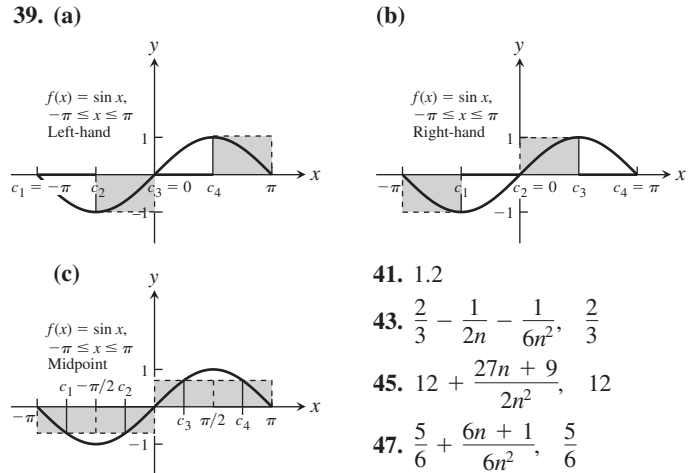 39. (a)
y
f(x) = sin x,
−π ≤ x ≤ π
Left-hand
1
c₁ = −π
c₂
c₃ = 0
c₄
π
x
−1
(b)
y
f(x) = sin x,
−π ≤ x ≤ π
Right-hand
1
−π
c₁
c₂ = 0
c₃
c₄ = π
x
−1
(c)
y
f(x) = sin x,
−π ≤ x ≤ π
Midpoint
1
c₁ −π/2 c₂
−π
c₃ π/2 c₄ π
x
−1
41. 1.2
43. 2/3 − 1/2n − 1/6n², 2/3
45. 12 + (27n + 9)/2n², 12
47. 5/6 + (6n + 1)/6n², 5/6